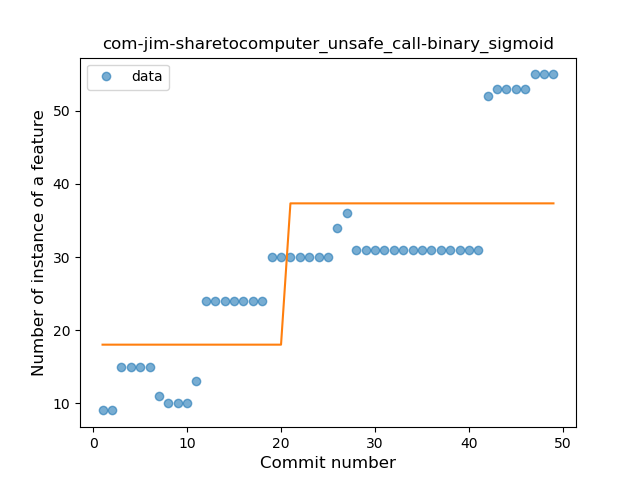 com-jim-sharetocomputer_unsafe_call-binary_sigmoid
data
Number of instance of a feature
50
40
30
20
10
0 10 20 30 40 50
Commit number